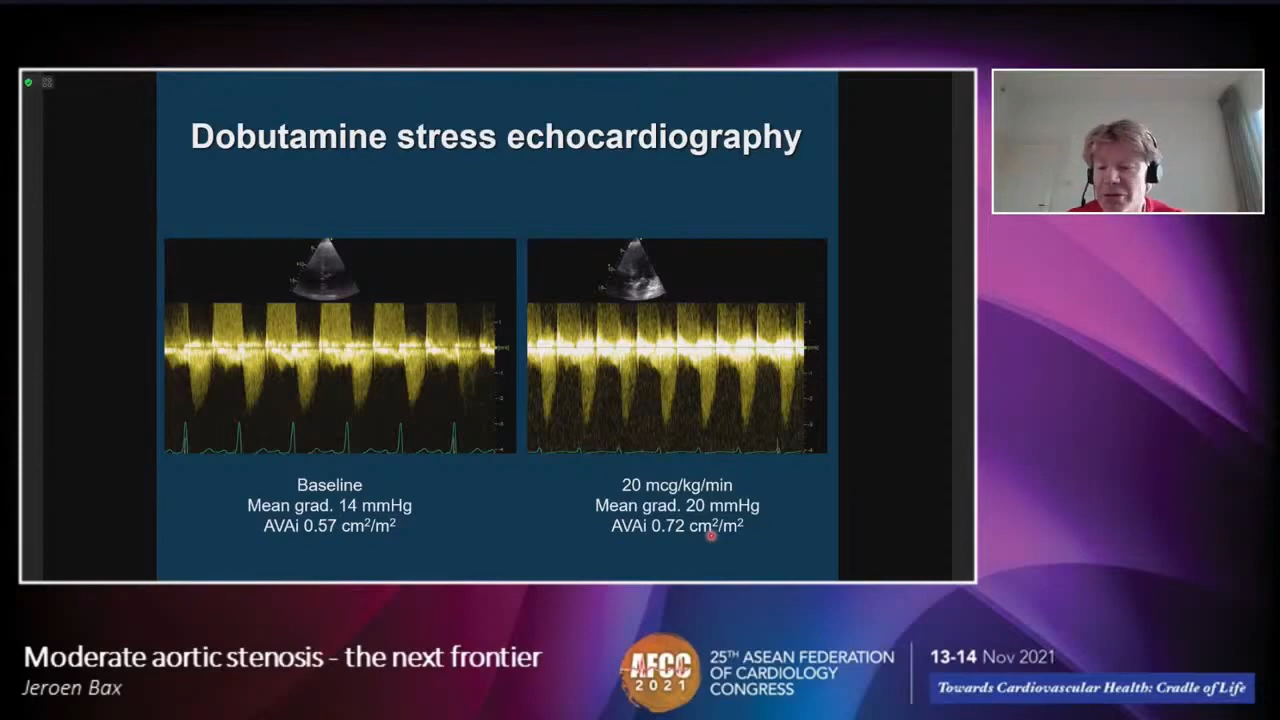 Dobutamine stress echocardiography
Baseline
Mean grad. 14 mmHg
AVAi 0.57 cm²/m²
20 mcg/kg/min
Mean grad. 20 mmHg
AVAi 0.72 cm²/m²
Moderate aortic stenosis - the next frontier
Jeroen Bax
AFCC
2021
25TH ASEAN FEDERATION
OF CARDIOLOGY
CONGRESS
13-14 Nov 2021
Towards Cardiovascular Health: Cradle of Life